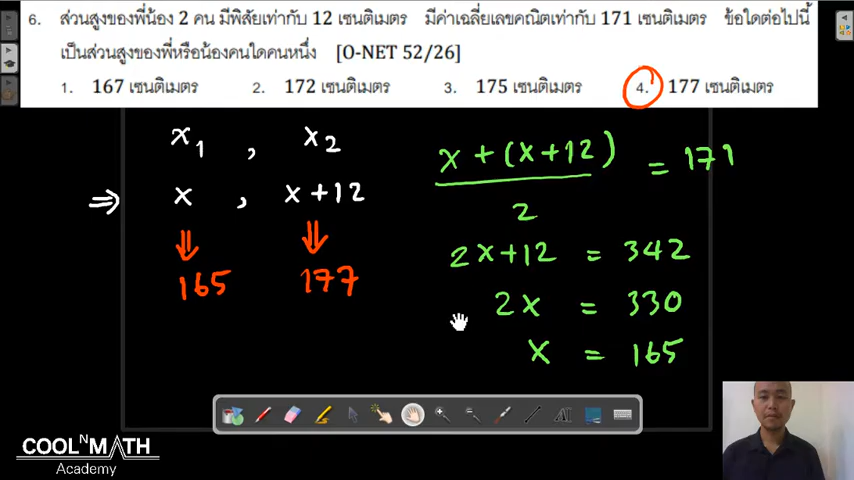 6. ส่วนสูงของพี่น้อง 2 คน มีพิสัยเท่ากับ 12 เซนติเมตร มีค่าเฉลี่ยเลขคณิตเท่ากับ 171 เซนติเมตร ข้อใดต่อไปนี้
เป็นส่วนสูงของพี่หรือน้องคนใดคนหนึ่ง [O-NET 52/26]
1. 167 เซนติเมตร 2. 172 เซนติเมตร 3. 175 เซนติเมตร 4. 177 เซนติเมตร
x₁ , x₂
⇒ x , x+12
165 177
x + (x+12) = 171
2
2x+12 = 342
2x = 330
x = 165
COOL N MATH
Academy